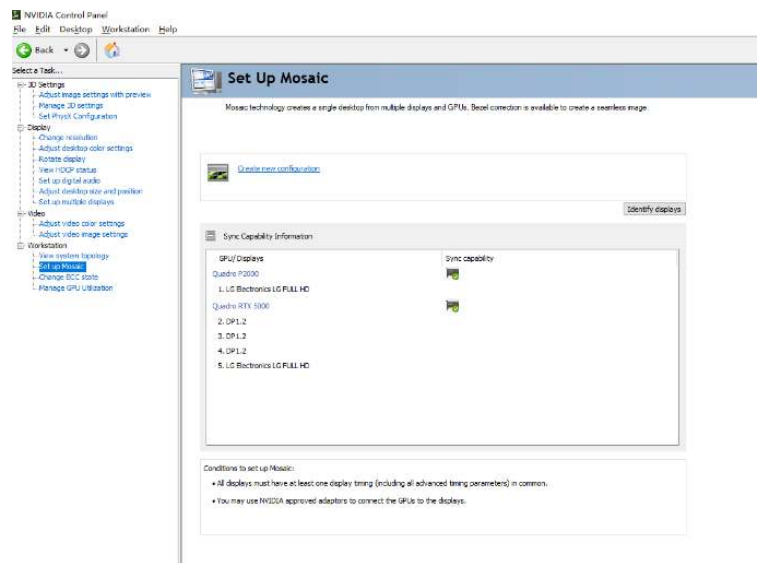 NVIDIA Control Panel
File Edit Desktop Workstation Help
Back
Select a Task...
3D Settings
Adjust image settings with preview
Manage 3D settings
Set PhysX Configuration
Display
Change resolution
Adjust desktop color settings
Rotate display
View HDCP status
Set up digital audio
Adjust desktop size and position
Set up multiple displays
Video
Adjust video color settings
Adjust video image settings
Workstation
View system topology
Set up Mosaic
Change ECC state
Manage GPU Utilization
Set Up Mosaic
Mosaic technology creates a single desktop from multiple displays and GPUs. Bezel correction is available to create a seamless image.
Create new configuration
Identify displays
Sync Capability Information
GPU/Displays Sync capability
Quadro P2000
1. LG Electronics LG FULL HD
Quadro RTX 5000
2. DP1.2
3. DP1.2
4. DP1.2
5. LG Electronics LG FULL HD
Conditions to set up Mosaic:
• All displays must have at least one display timing (including all advanced timing parameters) in common.
• You may use NVIDIA approved adaptors to connect the GPUs to the displays.